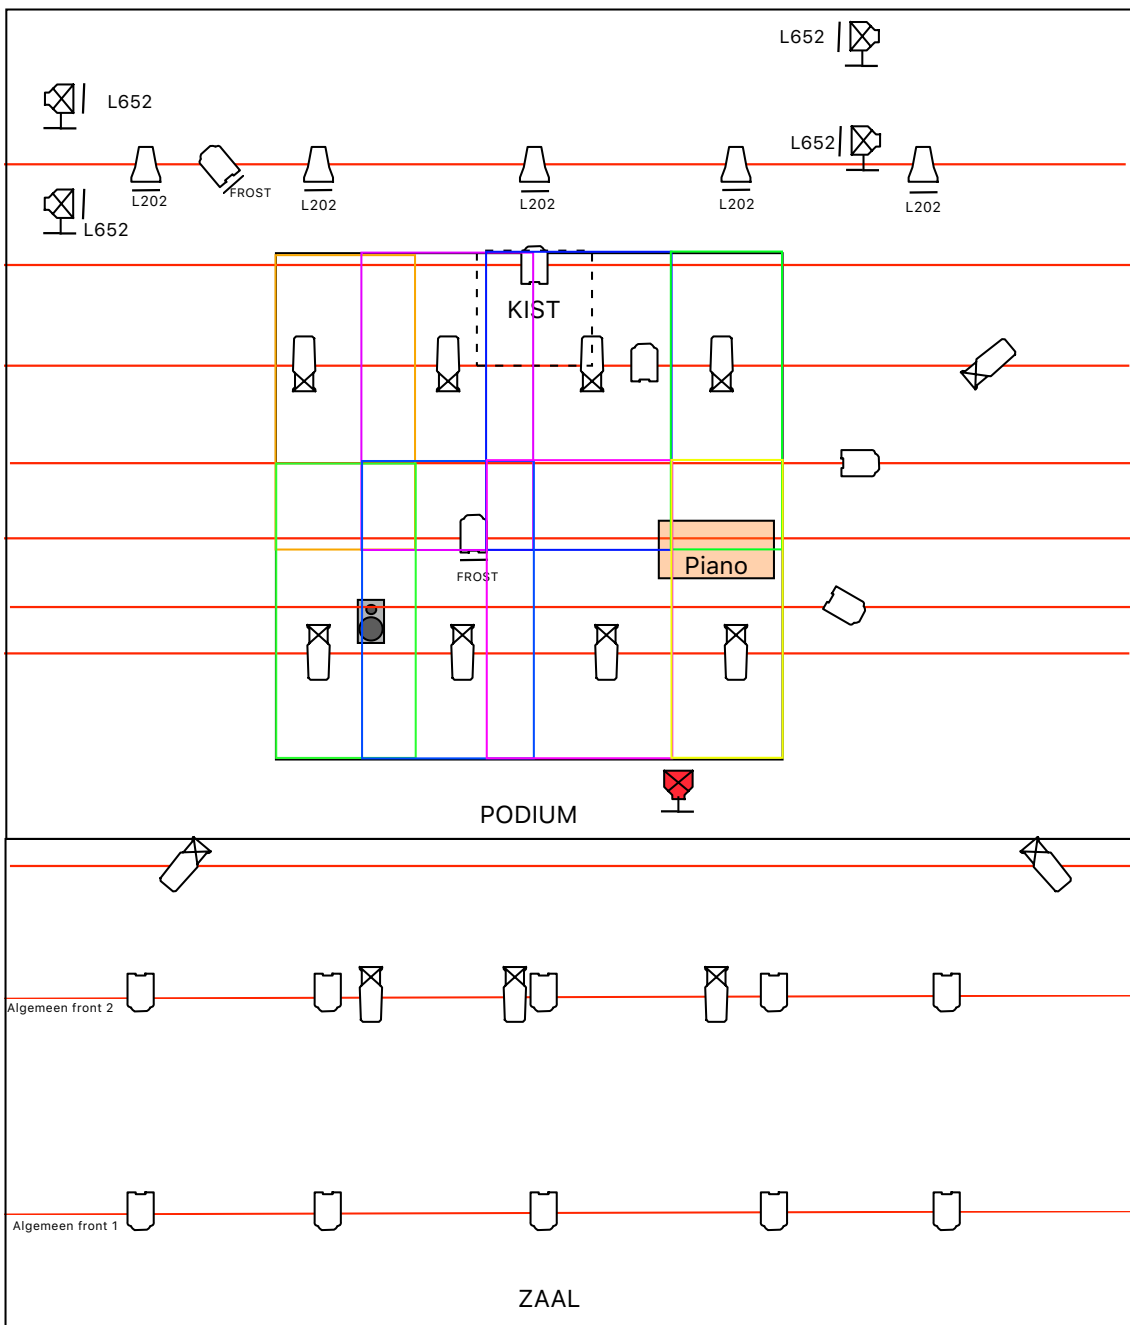 L652
L652
L652
L202
FROST
L202
L202
L202
L202
L652
KIST
Piano
FROST
PODIUM
Algemeen front 2
Algemeen front 1
ZAAL